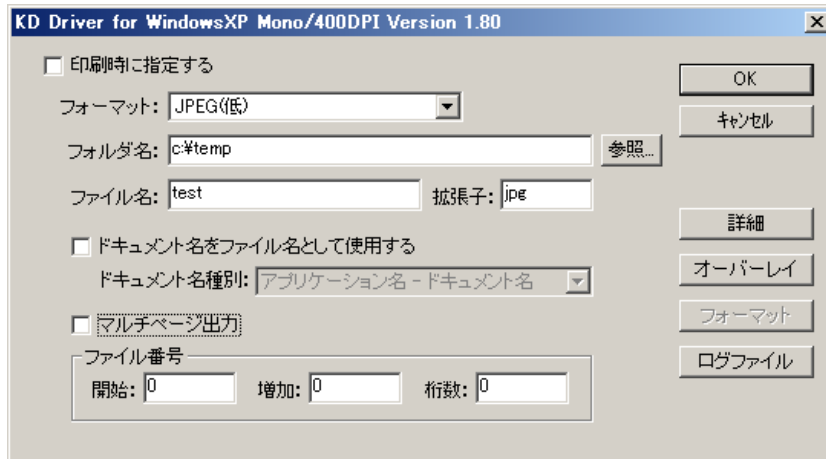 KD Driver for WindowsXP Mono/400DPI Version 1.80
印刷時に指定する
フォーマット: JPEG(低)
フォルダ名: c:¥temp 参照...
ファイル名: test 拡張子: jpg
ドキュメント名をファイル名として使用する
ドキュメント名種別: アプリケーション名 - ドキュメント名
マルチページ出力
ファイル番号
開始: 0 増加: 0 桁数: 0
OK
キャンセル
詳細
オーバーレイ
フォーマット
ログファイル